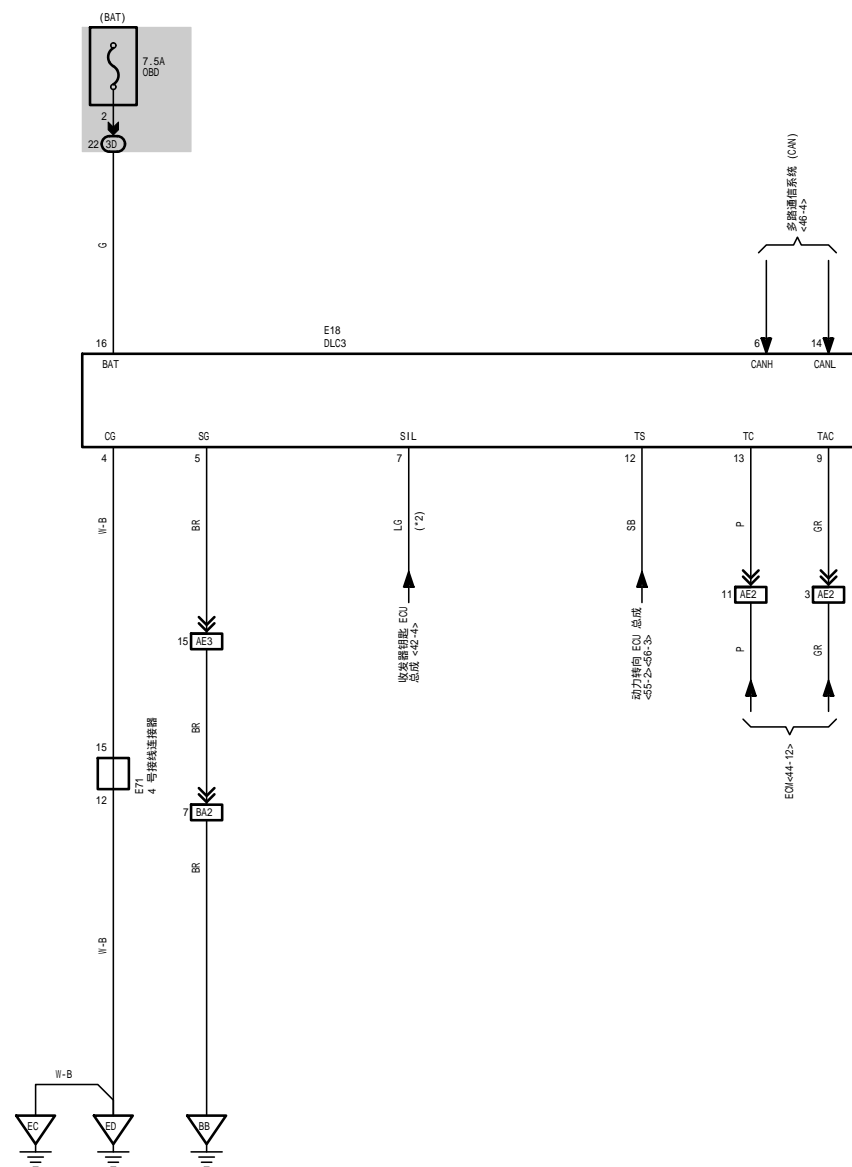 (BAT)
7.5A
OBD
2
22 3D
G
多路通信系统 (CAN)
<46-4>
E18
DLC3
16
6
14
BAT
CANH
CANL
CG
SG
SIL
TS
TC
TAC
4
5
7
12
13
9
W-B
BR
LG
(*2)
SB
P
GR
11 AE2
3 AE2
15 AE3
收发器钥匙 ECU
总成 <42-4>
动力转向 ECU 总成
<55-2><56-3>
P
GR
BR
15
12
E71
4 号接线连接器
ECM<44-12>
7 BA2
BR
W-B
W-B
EC
ED
BB